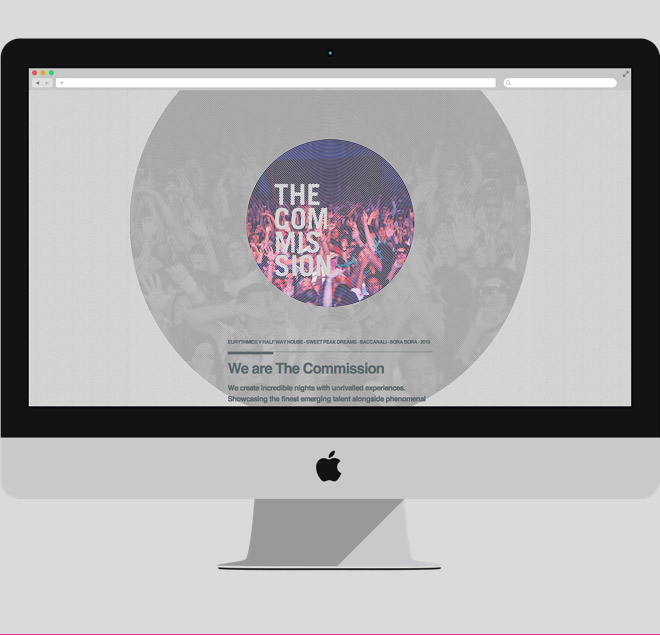 THE
COM
MIS
SION
EURYTHMICS V HALF WAY HOUSE - SWEET PEAK DREAMS - BACCANALI - BORA BORA - 2013
We are The Commission
We create incredible nights with unrivalled experiences.
Showcasing the finest emerging talent alongside phenomenal